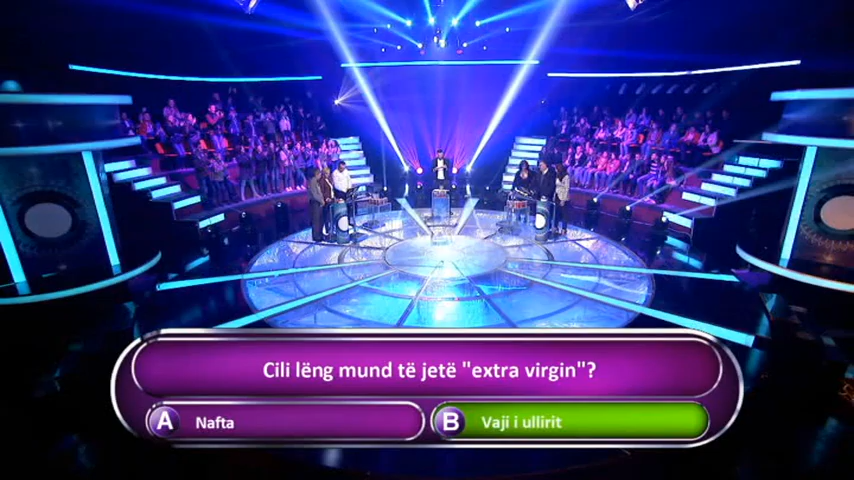 Cili lëng mund të jetë "extra virgin"?
A Nafta
B Vaji i ullirit